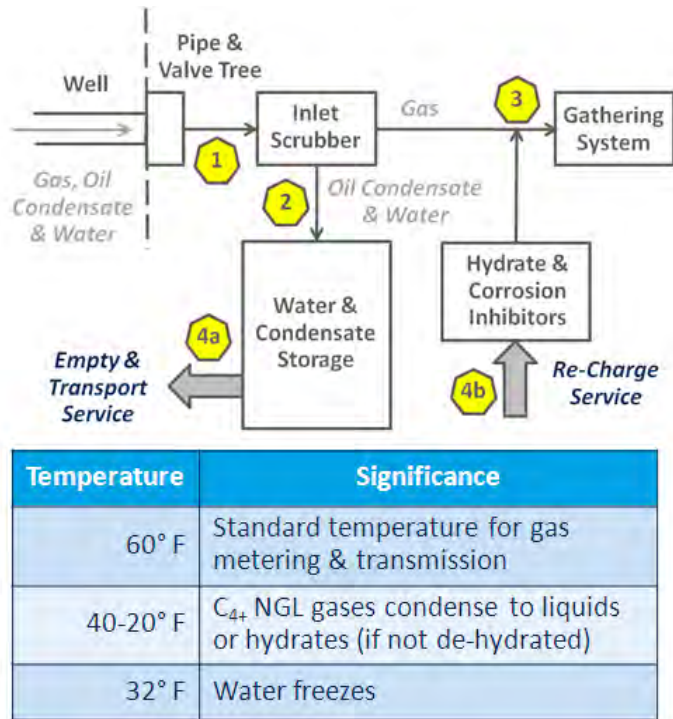 Pipe &
Valve Tree
Well
Gas, Oil
Condensate
& Water
1
Inlet
Scrubber
Gas
3
Gathering
System
2
Oil Condensate
& Water
Water &
Condensate
Storage
Hydrate &
Corrosion
Inhibitors
4a
Empty &
Transport
Service
4b
Re-Charge
Service
Temperature Significance
60° F Standard temperature for gas
metering & transmission
40-20° F C₄₊ NGL gases condense to liquids
or hydrates (if not de-hydrated)
32° F Water freezes